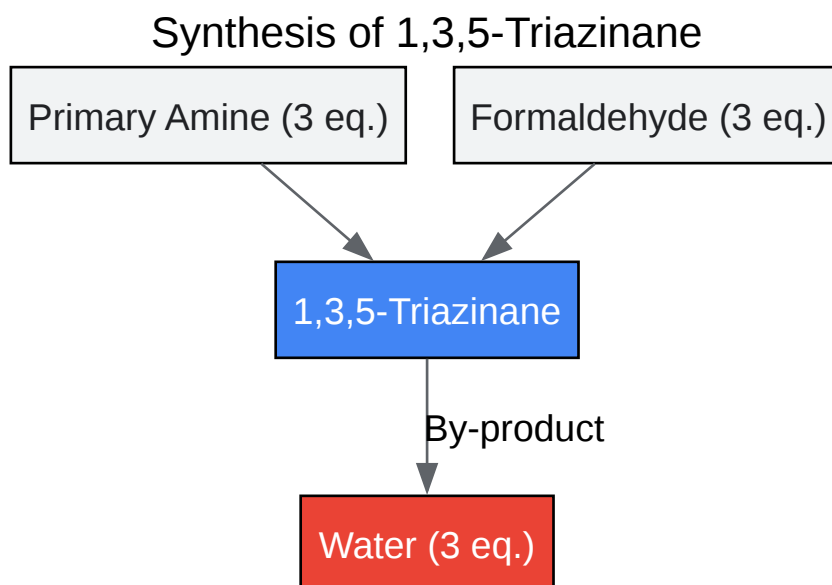 Synthesis of 1,3,5-Triazinane
Primary Amine (3 eq.)
Formaldehyde (3 eq.)
1,3,5-Triazinane
By-product
Water (3 eq.)